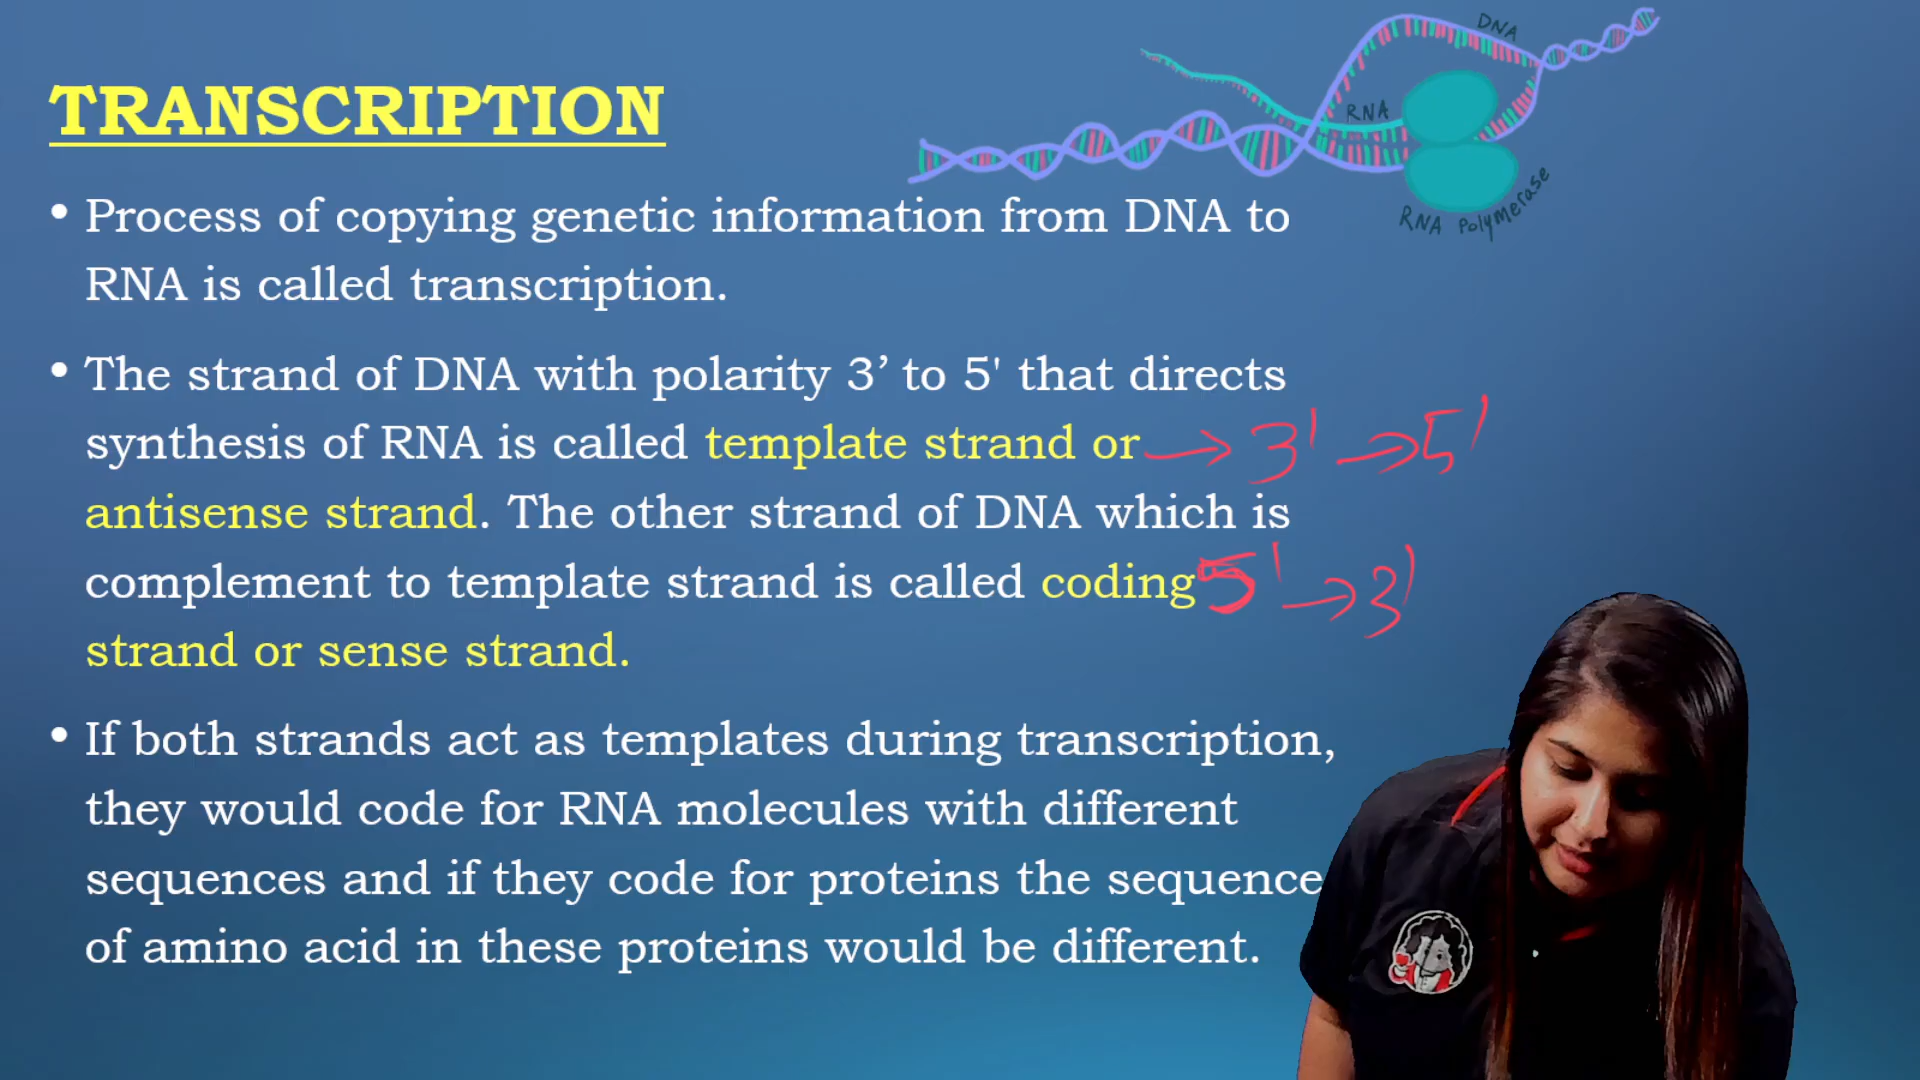 DNA
TRANSCRIPTION
RNA
RNA Polymerase
• Process of copying genetic information from DNA to
RNA is called transcription.
• The strand of DNA with polarity 3’ to 5' that directs
synthesis of RNA is called template strand or → 3' → 5'
antisense strand. The other strand of DNA which is
complement to template strand is called coding 5' → 3'
strand or sense strand.
• If both strands act as templates during transcription,
they would code for RNA molecules with different
sequences and if they code for proteins the sequence
of amino acid in these proteins would be different.